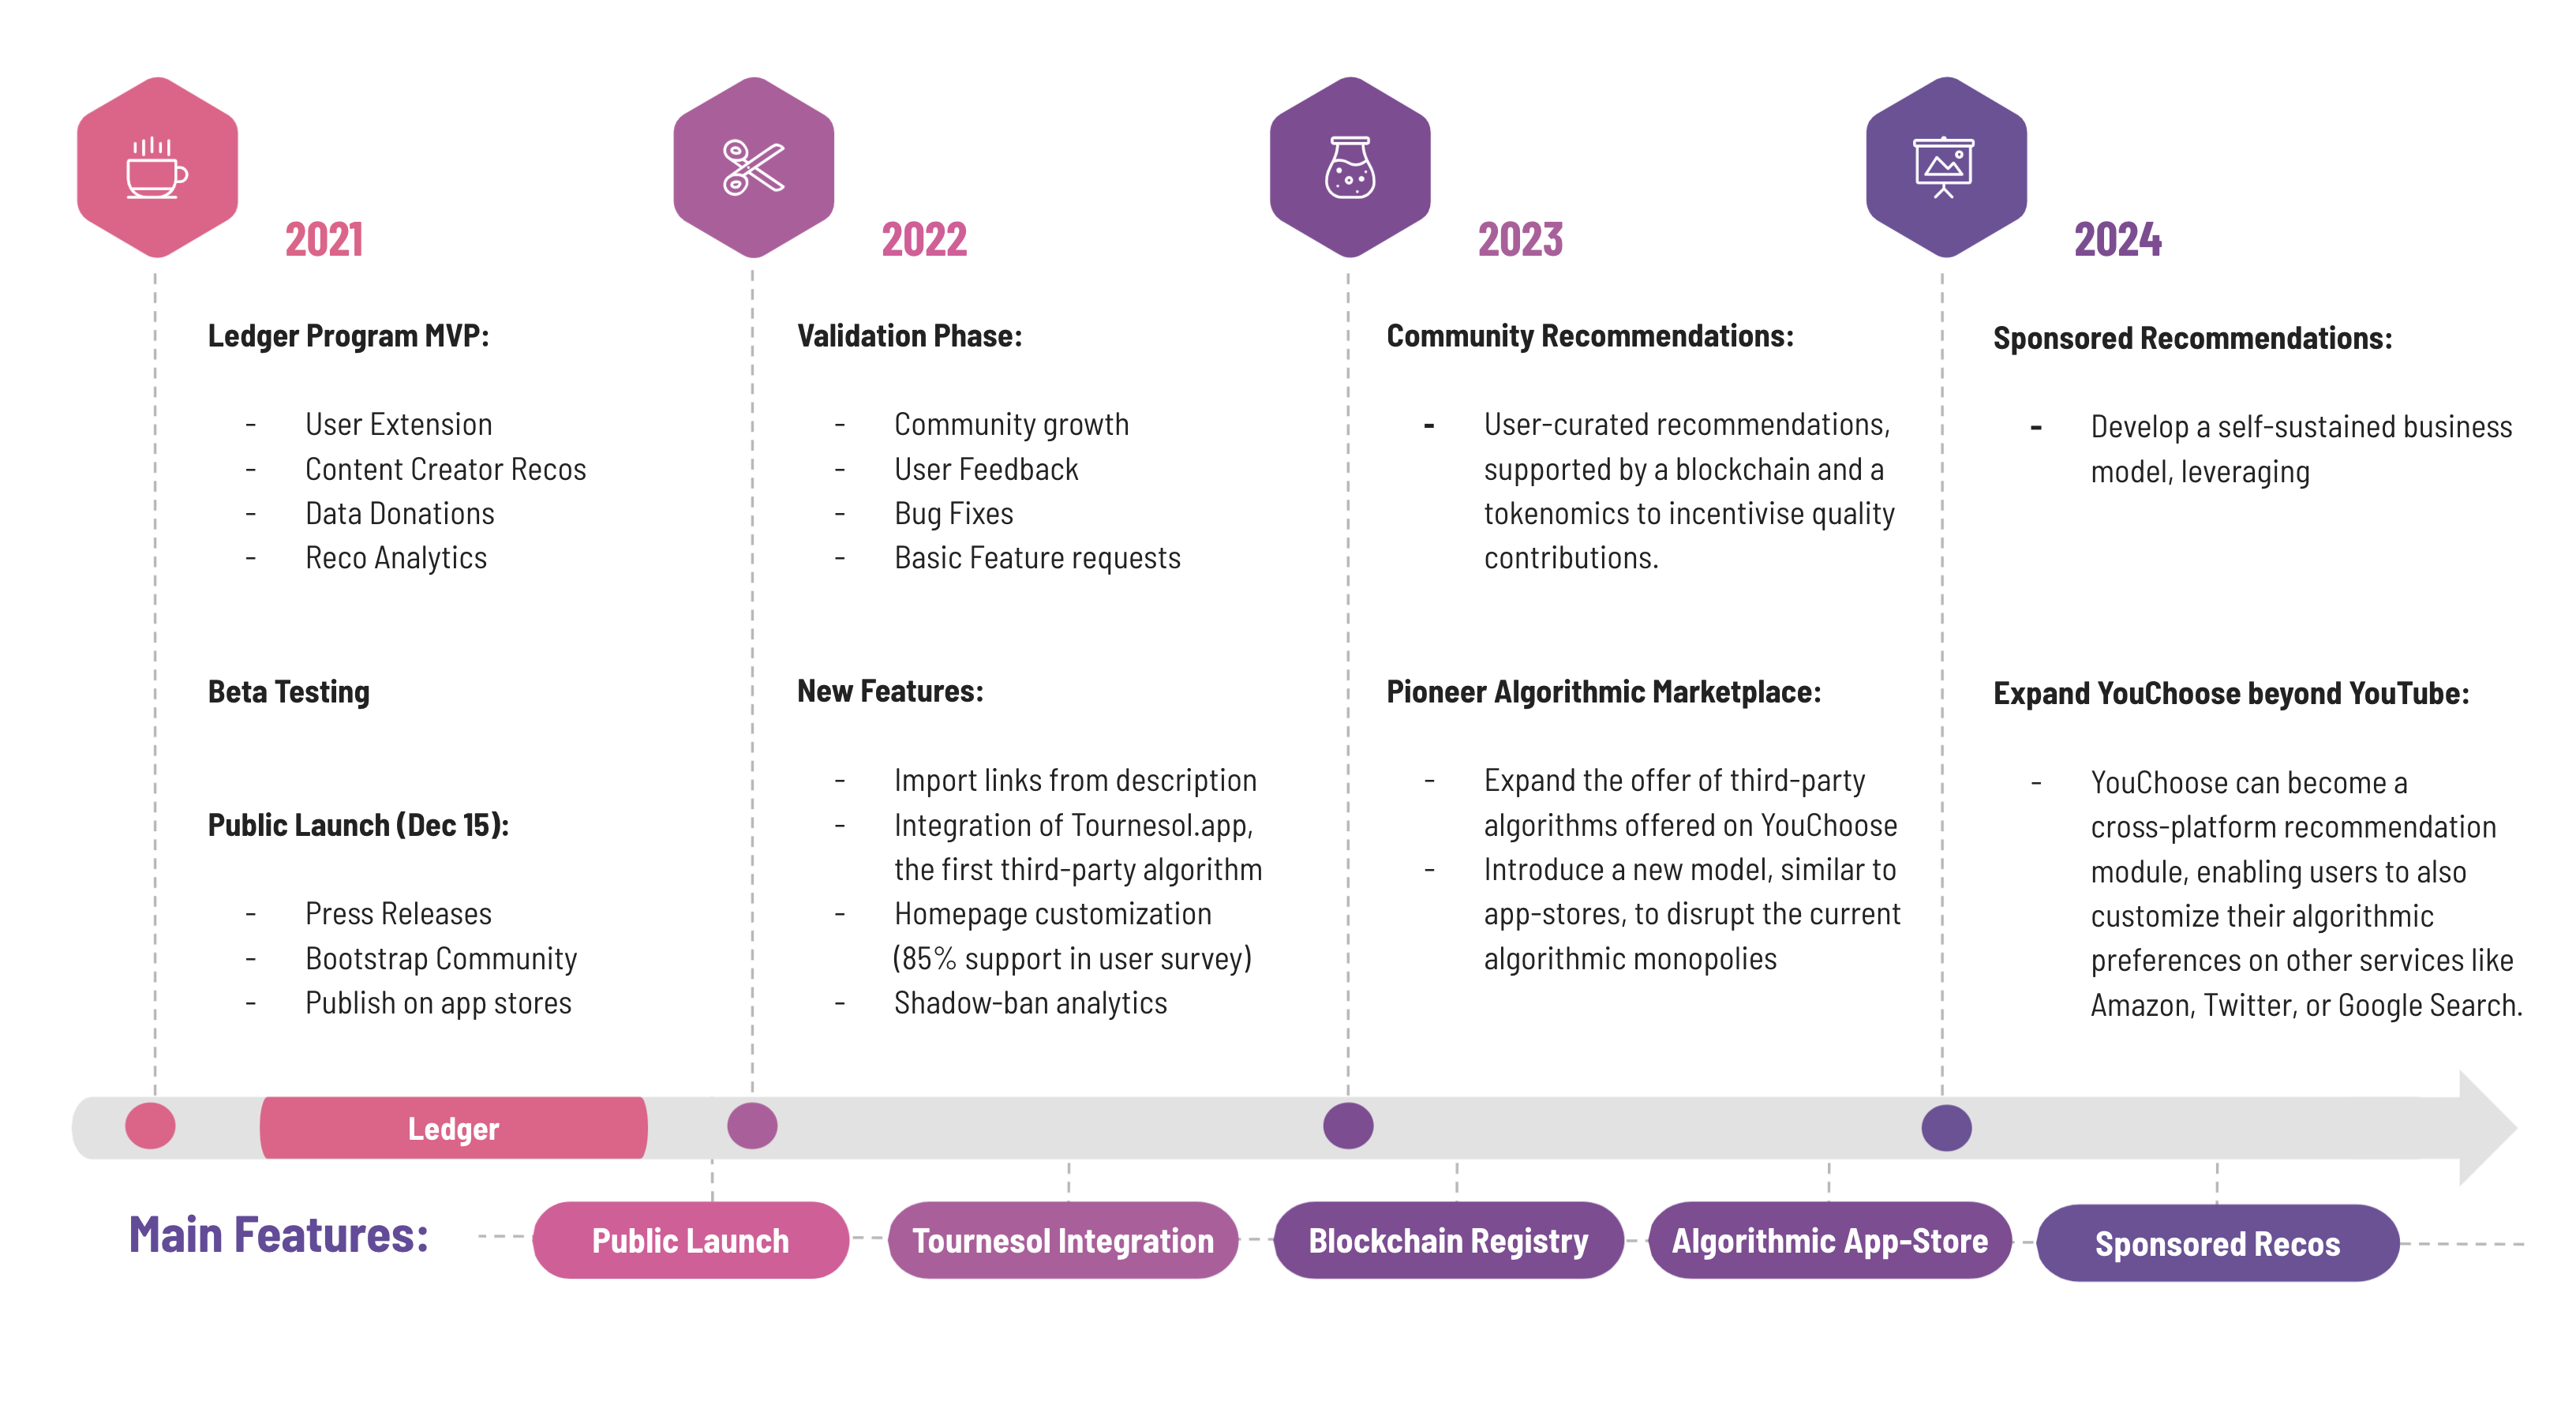 2021
Ledger Program MVP:
- User Extension
- Content Creator Recos
- Data Donations
- Reco Analytics
Beta Testing
Public Launch (Dec 15):
- Press Releases
- Bootstrap Community
- Publish on app stores
2022
Validation Phase:
- Community growth
- User Feedback
- Bug Fixes
- Basic Feature requests
New Features:
- Import links from description
- Integration of Tournesol.app,
the first third-party algorithm
- Homepage customization
(85% support in user survey)
- Shadow-ban analytics
2023
Community Recommendations:
- User-curated recommendations,
supported by a blockchain and a
tokenomics to incentivise quality
contributions.
Pioneer Algorithmic Marketplace:
- Expand the offer of third-party
algorithms offered on YouChoose
- Introduce a new model, similar to
app-stores, to disrupt the current
algorithmic monopolies
2024
Sponsored Recommendations:
- Develop a self-sustained business
model, leveraging
Expand YouChoose beyond YouTube:
- YouChoose can become a
cross-platform recommendation
module, enabling users to also
customize their algorithmic
preferences on other services like
Amazon, Twitter, or Google Search.
Ledger
Main Features:
Public Launch
Tournesol Integration
Blockchain Registry
Algorithmic App-Store
Sponsored Recos